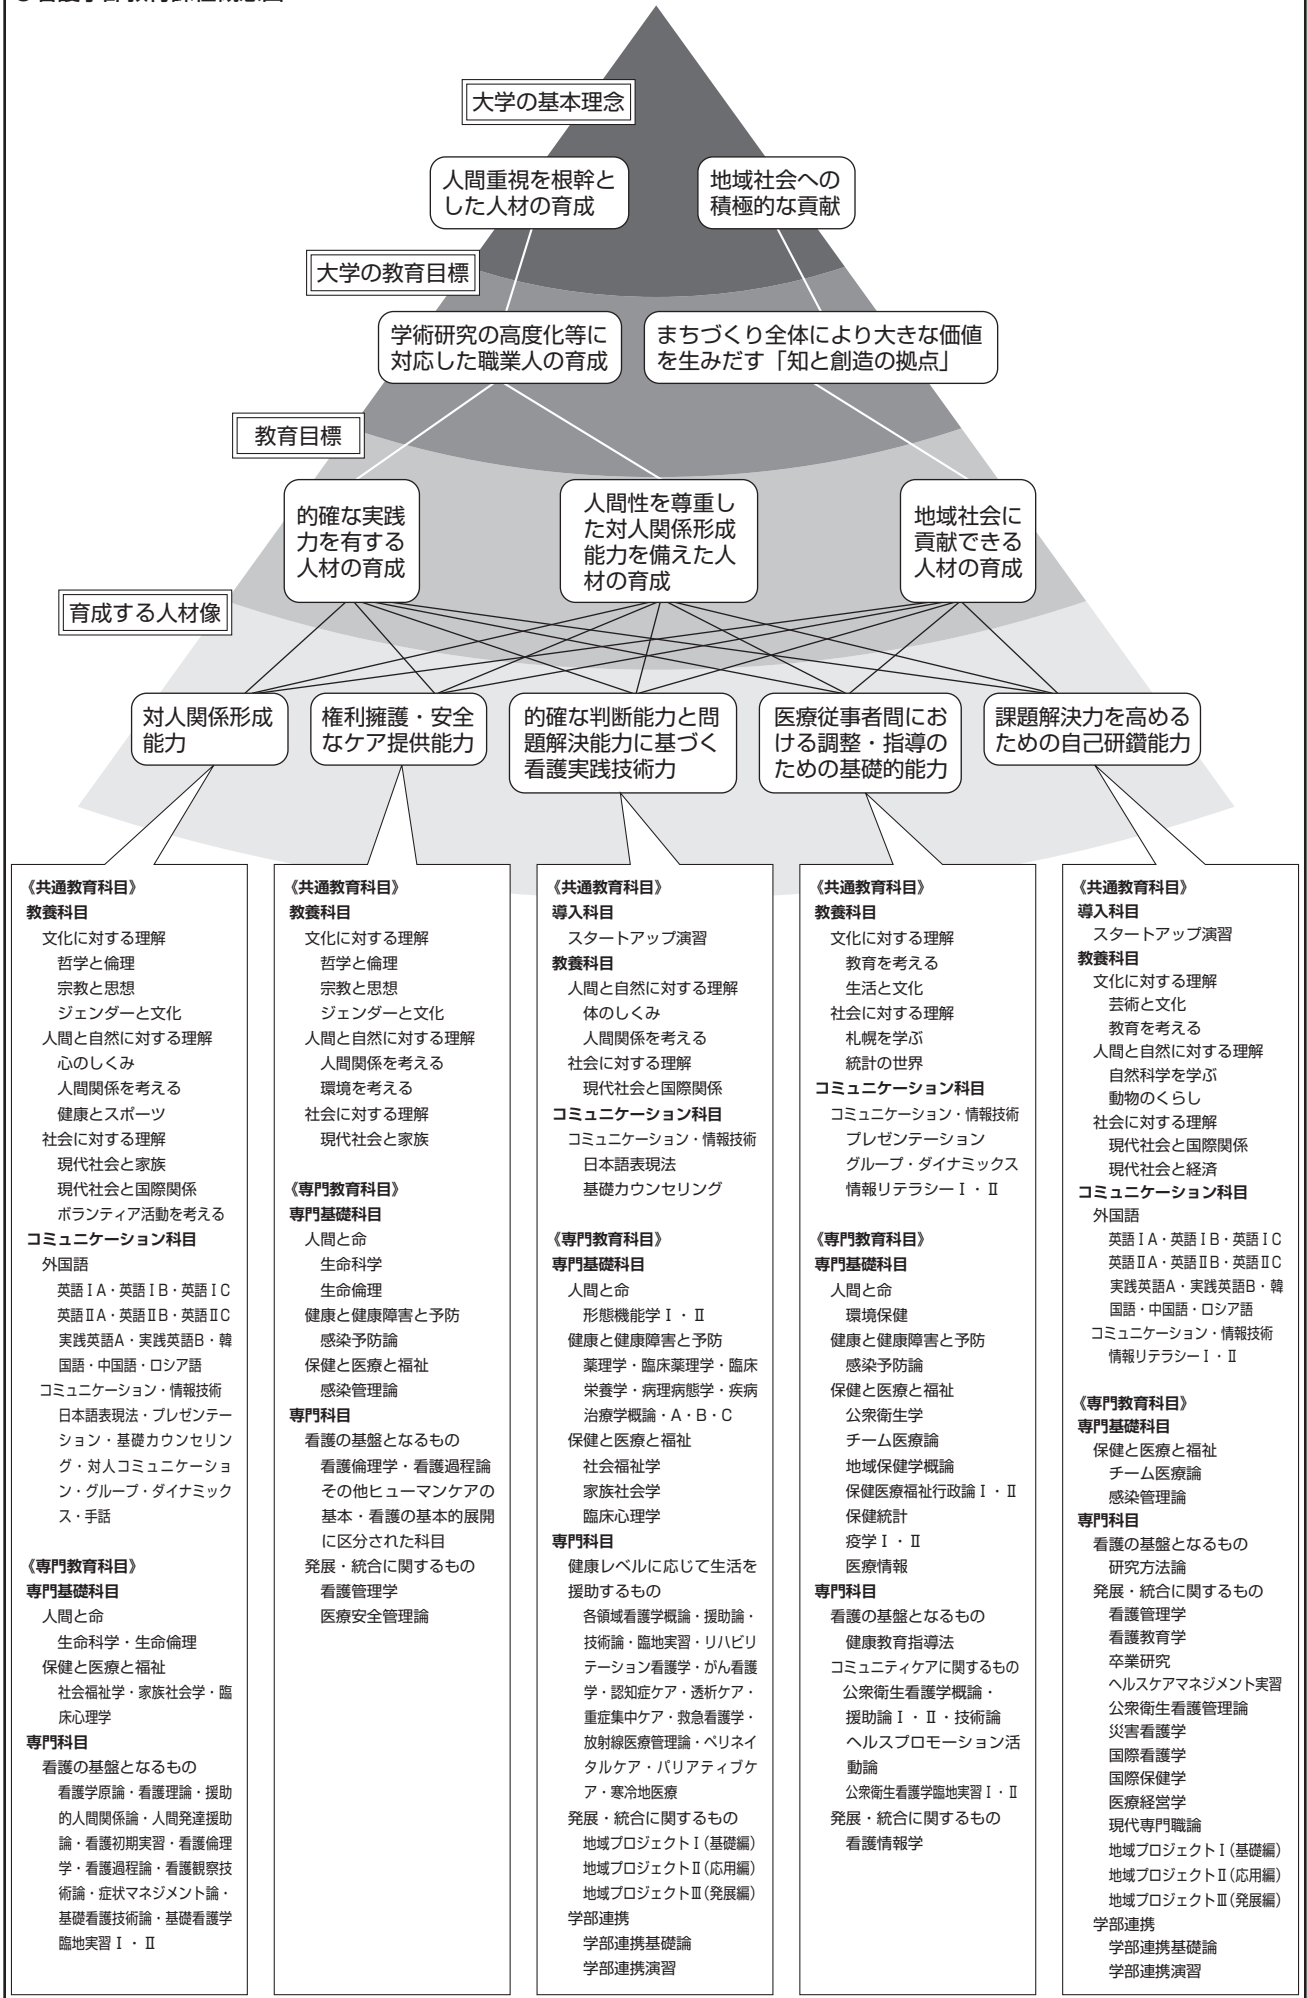 大学の基本理念
人間重視を根幹と
した人材の育成
地域社会への
積極的な貢献
大学の教育目標
学術研究の高度化等に
対応した職業人の育成
まちづくり全体により大きな価値
を生みだす「知と創造の拠点」
教育目標
的確な実践
力を有する
人材の育成
人間性を尊重し
た対人関係形成
能力を備えた人
材の育成
地域社会に
貢献できる
人材の育成
育成する人材像
対人関係形成
能力
権利擁護・安全
なケア提供能力
的確な判断能力と問
題解決能力に基づく
看護実践技術力
医療従事者間にお
ける調整・指導の
ための基礎的能力
課題解決力を高める
ための自己研鑽能力
《共通教育科目》
教養科目
文化に対する理解
哲学と倫理
宗教と思想
ジェンダーと文化
人間と自然に対する理解
心のしくみ
人間関係を考える
健康とスポーツ
社会に対する理解
現代社会と家族
現代社会と国際関係
ボランティア活動を考える
コミュニケーション科目
外国語
英語ⅠA・英語ⅠB・英語ⅠC
英語ⅡA・英語ⅡB・英語ⅡC
実践英語A・実践英語B・韓
国語・中国語・ロシア語
コミュニケーション・情報技術
日本語表現法・プレゼンテー
ション・基礎カウンセリン
グ・対人コミュニケーショ
ン・グループ・ダイナミック
ス・手話
《専門教育科目》
専門基礎科目
人間と命
生命科学・生命倫理
保健と医療と福祉
社会福祉学・家族社会学・臨
床心理学
専門科目
看護の基盤となるもの
看護学原論・看護理論・援助
的人間関係論・人間発達援助
論・看護初期実習・看護倫理
学・看護過程論・看護観察技
術論・症状マネジメント論・
基礎看護技術論・基礎看護学
臨地実習Ⅰ・Ⅱ
《共通教育科目》
教養科目
文化に対する理解
哲学と倫理
宗教と思想
ジェンダーと文化
人間と自然に対する理解
人間関係を考える
環境を考える
社会に対する理解
現代社会と家族
《専門教育科目》
専門基礎科目
人間と命
生命科学
生命倫理
健康と健康障害と予防
感染予防論
保健と医療と福祉
感染管理論
専門科目
看護の基盤となるもの
看護倫理学・看護過程論
その他ヒューマンケアの
基本・看護の基本的展開
に区分された科目
発展・統合に関するもの
看護管理学
医療安全管理論
《共通教育科目》
導入科目
スタートアップ演習
教養科目
人間と自然に対する理解
体のしくみ
人間関係を考える
社会に対する理解
現代社会と国際関係
コミュニケーション科目
コミュニケーション・情報技術
日本語表現法
基礎カウンセリング
《専門教育科目》
専門基礎科目
人間と命
形態機能学Ⅰ・Ⅱ
健康と健康障害と予防
薬理学・臨床薬理学・臨床
栄養学・病理病態学・疾病
治療学概論・A・B・C
保健と医療と福祉
社会福祉学
家族社会学
臨床心理学
専門科目
健康レベルに応じて生活を
援助するもの
各領域看護学概論・援助論・
技術論・臨地実習・リハビリ
テーション看護学・がん看護
学・認知症ケア・透析ケア・
重症集中ケア・救急看護学・
放射線医療管理論・ペリネイ
タルケア・パリアティブケ
ア・寒冷地医療
発展・統合に関するもの
地域プロジェクトⅠ(基礎編)
地域プロジェクトⅡ(応用編)
地域プロジェクトⅢ(発展編)
学部連携
学部連携基礎論
学部連携演習
《共通教育科目》
教養科目
文化に対する理解
教育を考える
生活と文化
社会に対する理解
札幌を学ぶ
統計の世界
コミュニケーション科目
コミュニケーション・情報技術
プレゼンテーション
グループ・ダイナミックス
情報リテラシーⅠ・Ⅱ
《専門教育科目》
専門基礎科目
人間と命
環境保健
健康と健康障害と予防
感染予防論
保健と医療と福祉
公衆衛生学
チーム医療論
地域保健学概論
保健医療福祉行政論Ⅰ・Ⅱ
保健統計
疫学Ⅰ・Ⅱ
医療情報
専門科目
看護の基盤となるもの
健康教育指導法
コミュニティケアに関するもの
公衆衛生看護学概論・
援助論Ⅰ・Ⅱ・技術論
ヘルスプロモーション活
動論
公衆衛生看護学臨地実習Ⅰ・Ⅱ
発展・統合に関するもの
看護情報学
《共通教育科目》
導入科目
スタートアップ演習
教養科目
文化に対する理解
芸術と文化
教育を考える
人間と自然に対する理解
自然科学を学ぶ
動物のくらし
社会に対する理解
現代社会と国際関係
現代社会と経済
コミュニケーション科目
外国語
英語ⅠA・英語ⅠB・英語ⅠC
英語ⅡA・英語ⅡB・英語ⅡC
実践英語A・実践英語B・韓
国語・中国語・ロシア語
コミュニケーション・情報技術
情報リテラシーⅠ・Ⅱ
《専門教育科目》
専門基礎科目
保健と医療と福祉
チーム医療論
感染管理論
専門科目
看護の基盤となるもの
研究方法論
発展・統合に関するもの
看護管理学
看護教育学
卒業研究
ヘルスケアマネジメント実習
公衆衛生看護管理論
災害看護学
国際看護学
国際保健学
医療経営学
現代専門職論
地域プロジェクトⅠ(基礎編)
地域プロジェクトⅡ(応用編)
地域プロジェクトⅢ(発展編)
学部連携
学部連携基礎論
学部連携演習